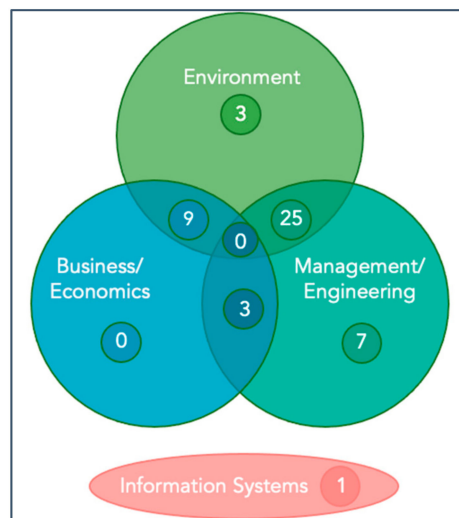 Environment
3
9
25
0
Business/
Economics
Management/
Engineering
3
0
7
Information Systems 1